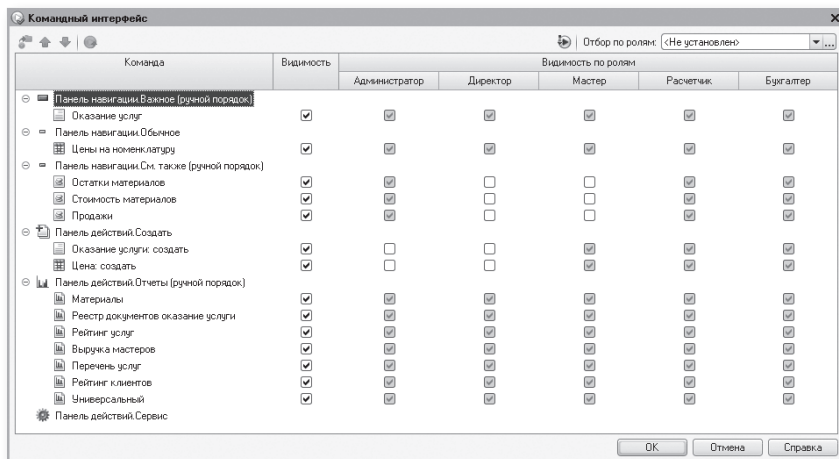 Командный интерфейс
Отбор по ролям: <Не установлен>
Команда Видимость Видимость по ролям
Администратор Директор Мастер Расчетчик Бухгалтер
Панель навигации.Важное (ручной порядок)
Оказание услуг
Панель навигации.Обычное
Цены на номенклатуру
Панель навигации.См. также (ручной порядок)
Остатки материалов
Стоимость материалов
Продажи
Панель действий.Создать
Оказание услуги: создать
Цена: создать
Панель действий.Отчеты (ручной порядок)
Материалы
Реестр документов оказание услуги
Рейтинг услуг
Выручка мастеров
Перечень услуг
Рейтинг клиентов
Универсальный
Панель действий.Сервис
OK Отмена Справка